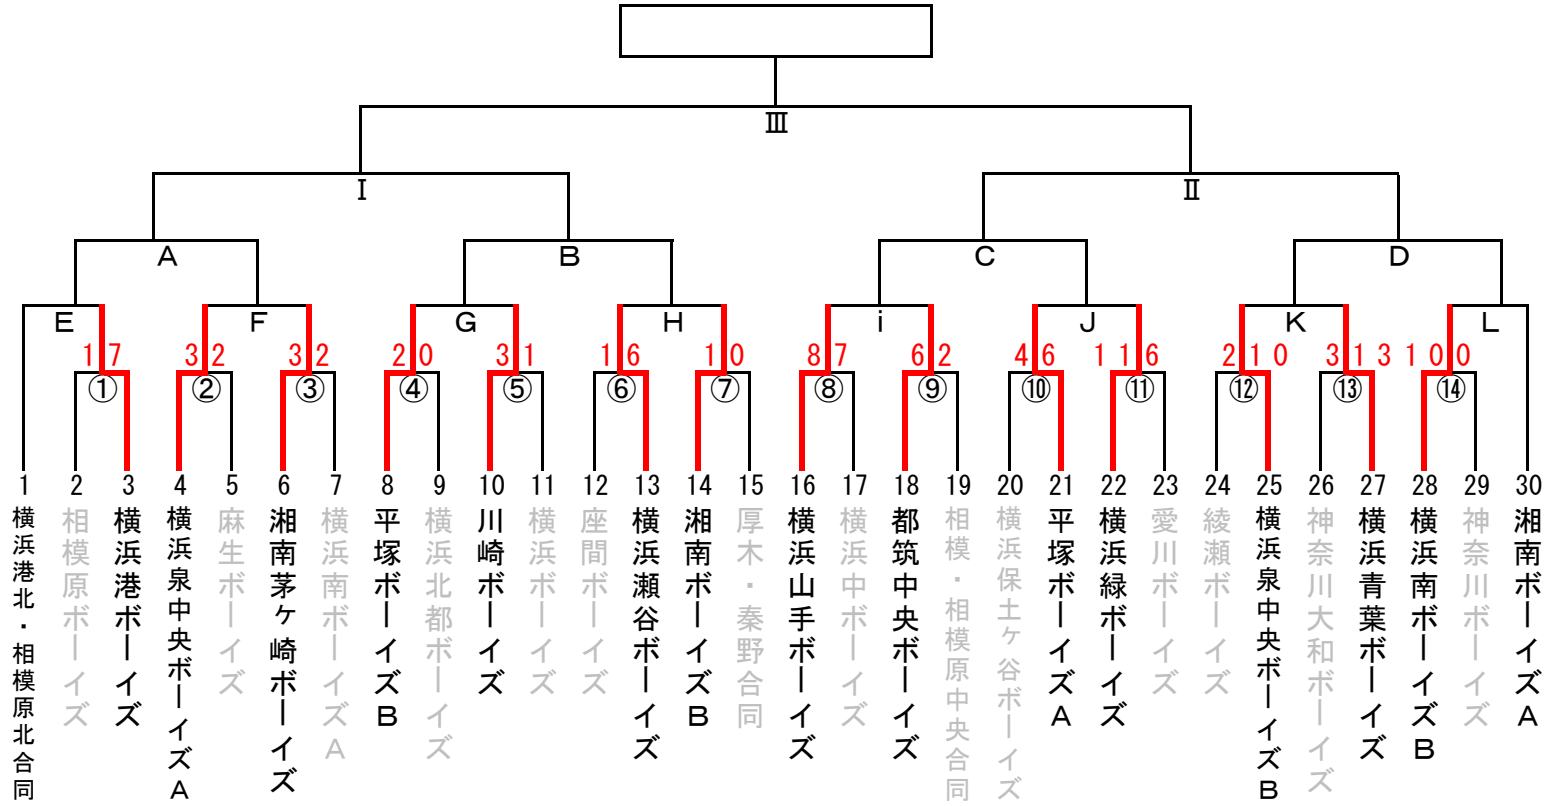 Ⅲ
Ⅰ
Ⅱ
A
B
C
D
E
F
G
H
i
J
K
L
1 7
3 2
3 2
2 0
3 1
1 6
1 0
8 7
6 2
4 6
1 1 6
2 1 0
3 1 3
1 0 0
①
②
③
④
⑤
⑥
⑦
⑧
⑨
⑩
⑪
⑫
⑬
⑭
1 横浜港北・相模原北合同
2 相模原ボーイズ
3 横浜港ボーイズ
4 横浜泉中央ボーイズA
5 麻生ボーイズ
6 湘南茅ヶ崎ボーイズ
7 横浜南ボーイズA
8 平塚ボーイズB
9 横浜北都ボーイズ
10 川崎ボーイズ
11 横浜ボーイズ
12 座間ボーイズ
13 横浜瀬谷ボーイズ
14 湘南ボーイズB
15 厚木・秦野合同
16 横浜山手ボーイズ
17 横浜中ボーイズ
18 都筑中央ボーイズ
19 相模・相模原中央合同
20 横浜保土ヶ谷ボーイズ
21 平塚ボーイズA
22 横浜緑ボーイズ
23 愛川ボーイズ
24 綾瀬ボーイズ
25 横浜泉中央ボーイズB
26 神奈川大和ボーイズ
27 横浜青葉ボーイズ
28 横浜南ボーイズB
29 神奈川ボーイズ
30 湘南ボーイズA